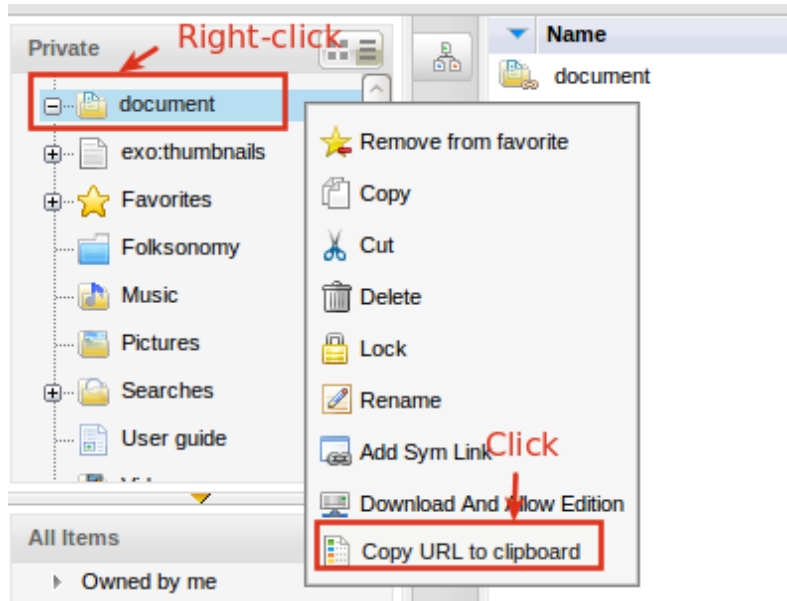 Private
Right-click
document
exo:thumbnails
Favorites
Folksonomy
Music
Pictures
Searches
User guide
All Items
Owned by me
Name
document
Remove from favorite
Copy
Cut
Delete
Lock
Rename
Add Sym Link
Click
Download And Allow Edition
Copy URL to clipboard